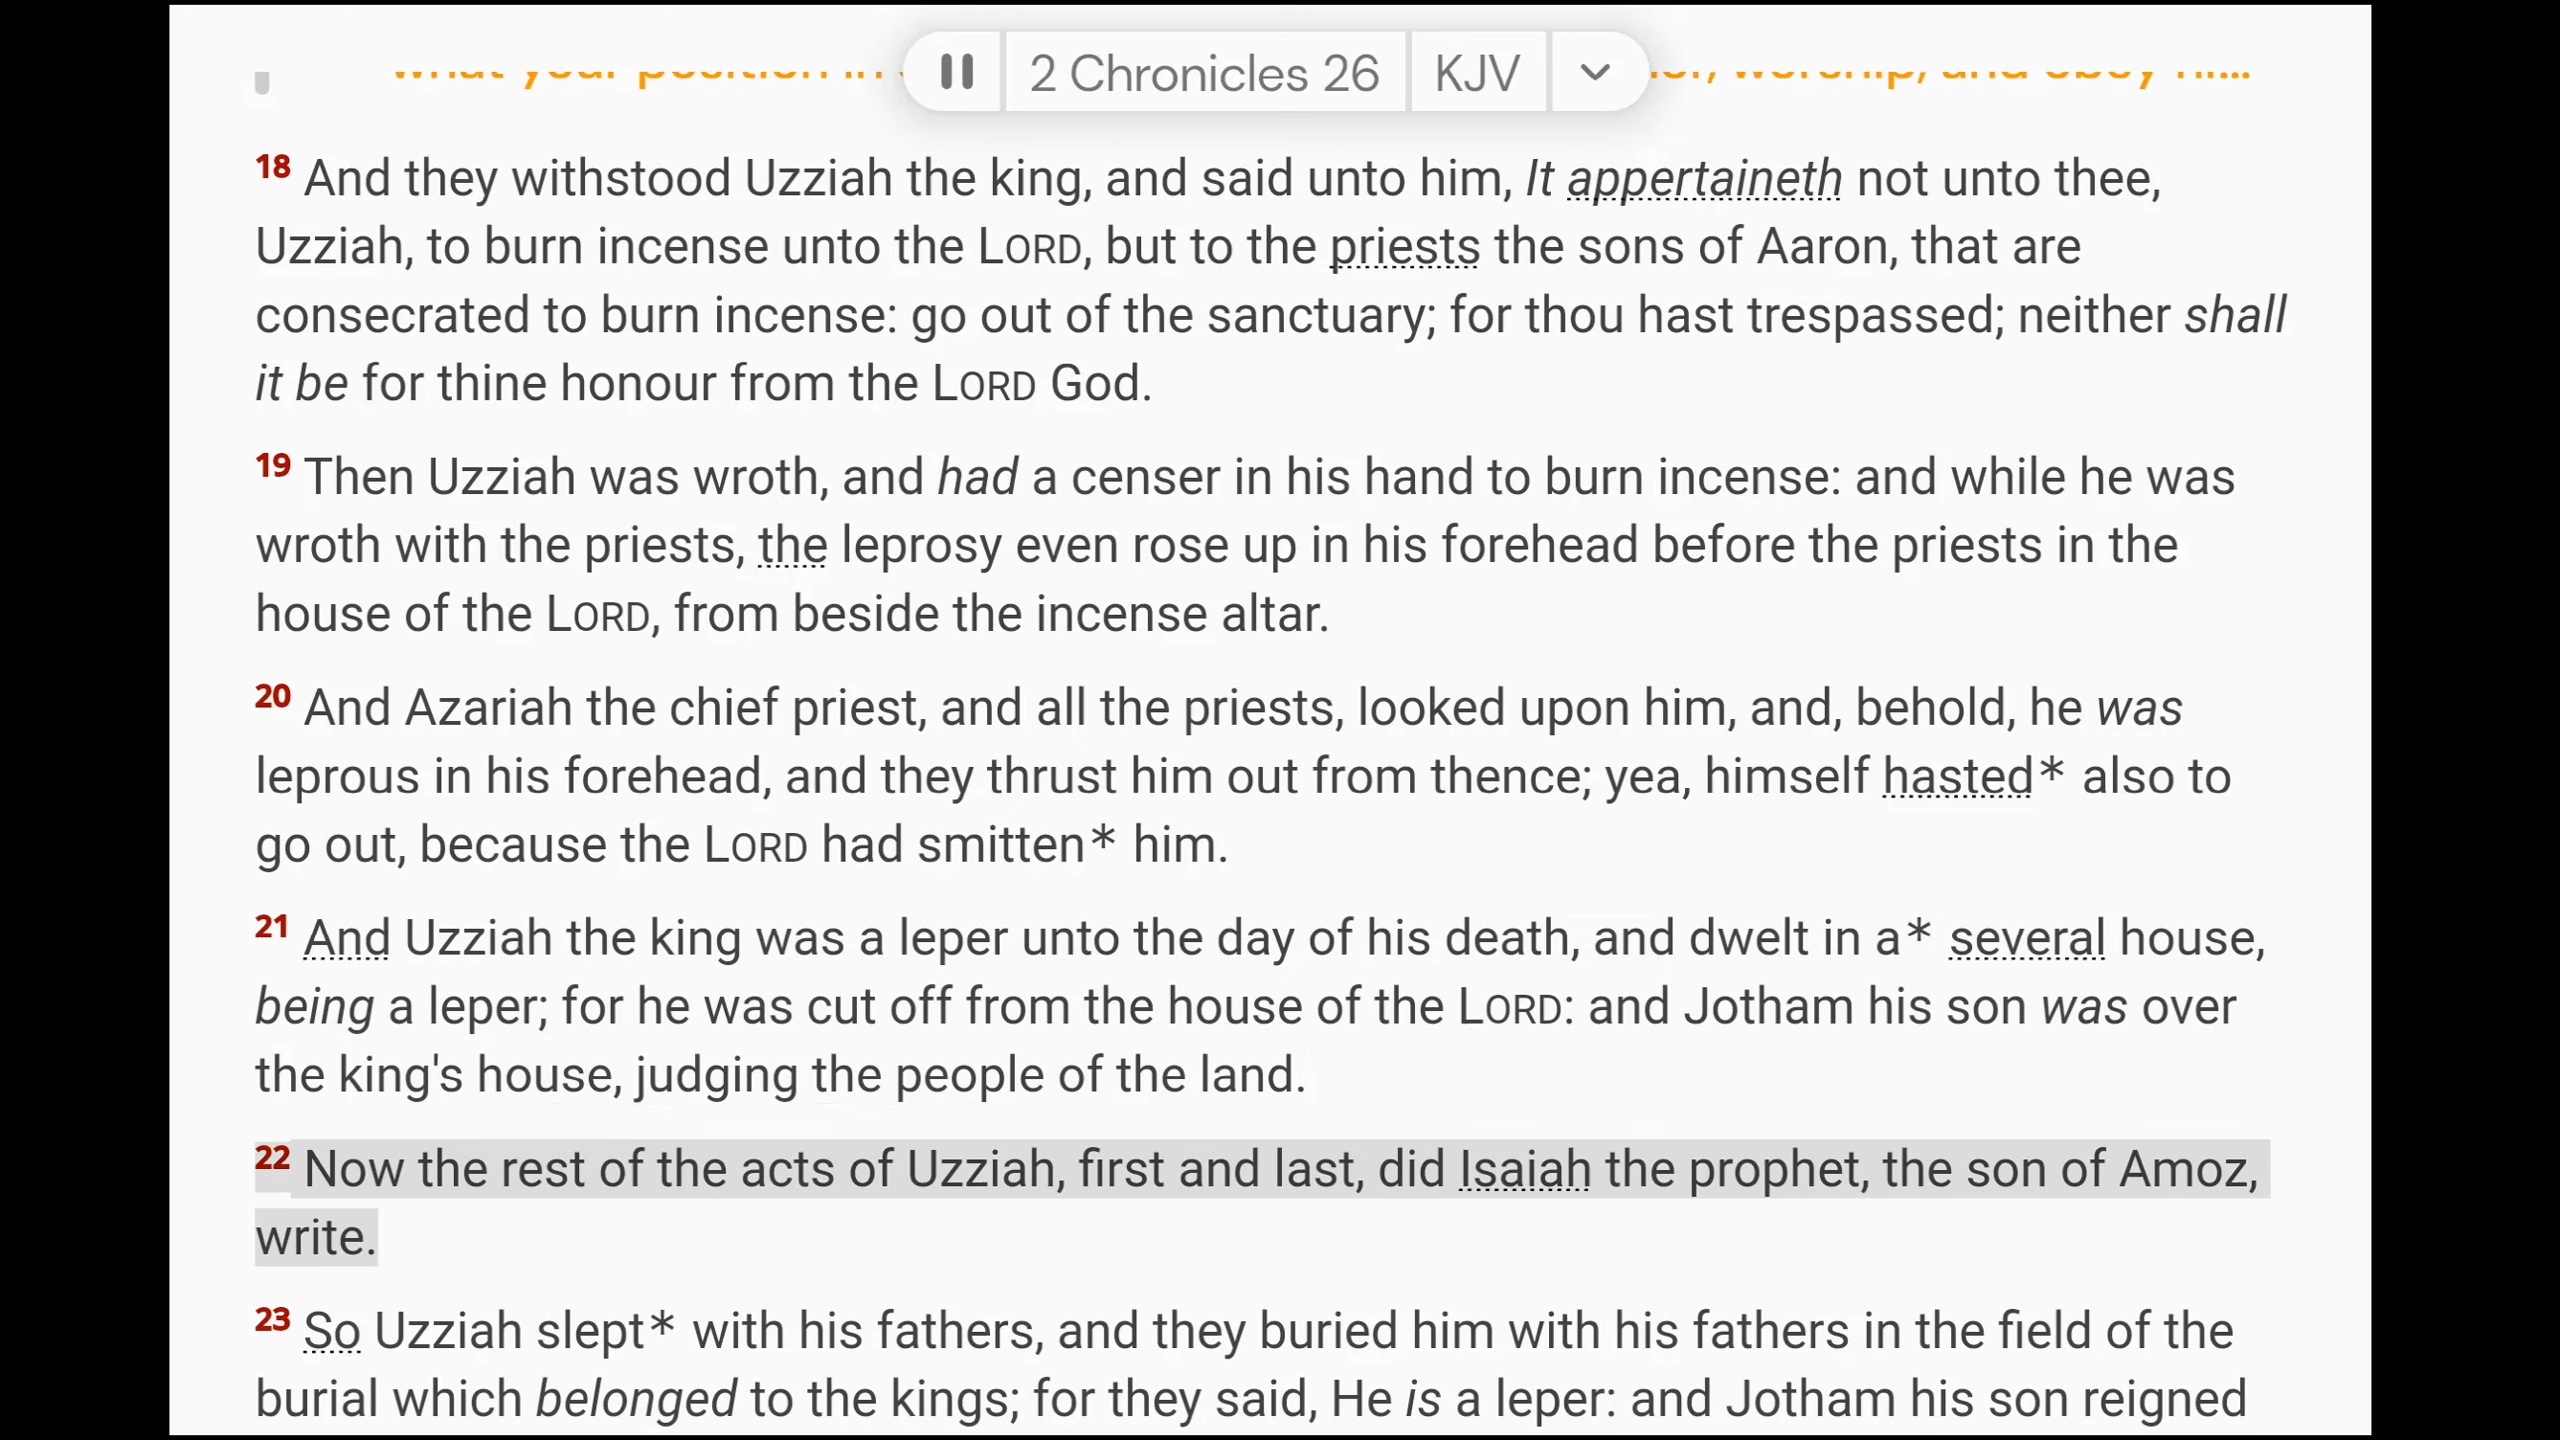 2 Chronicles 26 KJV
what your position in worship, and obey
18 And they withstood Uzziah the king, and said unto him, It appertaineth not unto thee,
Uzziah, to burn incense unto the LORD, but to the priests the sons of Aaron, that are
consecrated to burn incense: go out of the sanctuary; for thou hast trespassed; neither shall
it be for thine honour from the LORD God.
19 Then Uzziah was wroth, and had a censer in his hand to burn incense: and while he was
wroth with the priests, the leprosy even rose up in his forehead before the priests in the
house of the LORD, from beside the incense altar.
20 And Azariah the chief priest, and all the priests, looked upon him, and, behold, he was
leprous in his forehead, and they thrust him out from thence; yea, himself hasted* also to
go out, because the LORD had smitten* him.
21 And Uzziah the king was a leper unto the day of his death, and dwelt in a* several house,
being a leper; for he was cut off from the house of the LORD: and Jotham his son was over
the king's house, judging the people of the land.
22 Now the rest of the acts of Uzziah, first and last, did Isaiah the prophet, the son of Amoz,
write.
23 So Uzziah slept* with his fathers, and they buried him with his fathers in the field of the
burial which belonged to the kings; for they said, He is a leper: and Jotham his son reigned